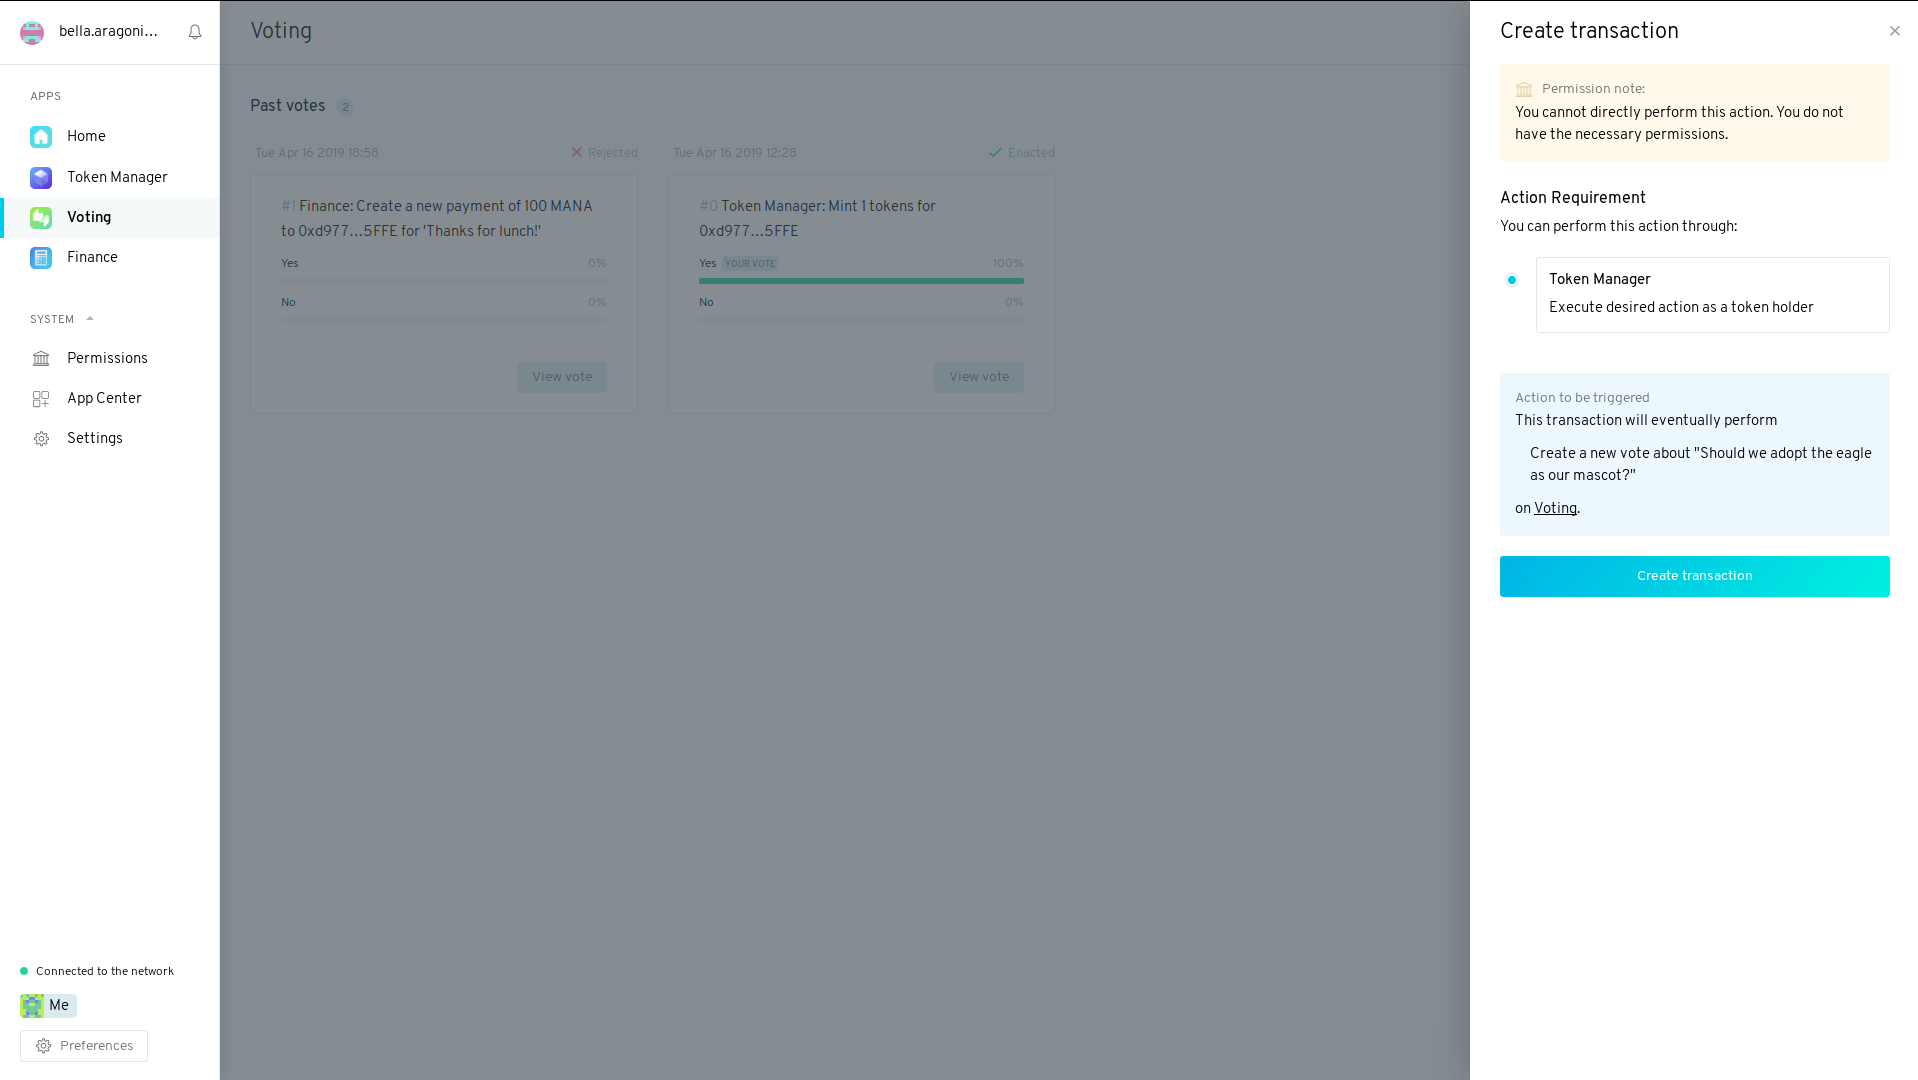 bella.aragoni...
APPS
Home
Token Manager
Voting
Finance
SYSTEM
Permissions
App Center
Settings
Connected to the network
Me
Preferences
Voting
Past votes 2
Tue Apr 16 2019 18:58 Rejected
#1 Finance: Create a new payment of 100 MANA
to 0xd977...5FFE for 'Thanks for lunch!'
Yes 0%
No 0%
View vote
Tue Apr 16 2019 12:28 Enacted
#0 Token Manager: Mint 1 tokens for
0xd977...5FFE
Yes YOUR VOTE 100%
No 0%
View vote
Create transaction
Permission note:
You cannot directly perform this action. You do not
have the necessary permissions.
Action Requirement
You can perform this action through:
Token Manager
Execute desired action as a token holder
Action to be triggered
This transaction will eventually perform
Create a new vote about "Should we adopt the eagle
as our mascot?"
on Voting.
Create transaction